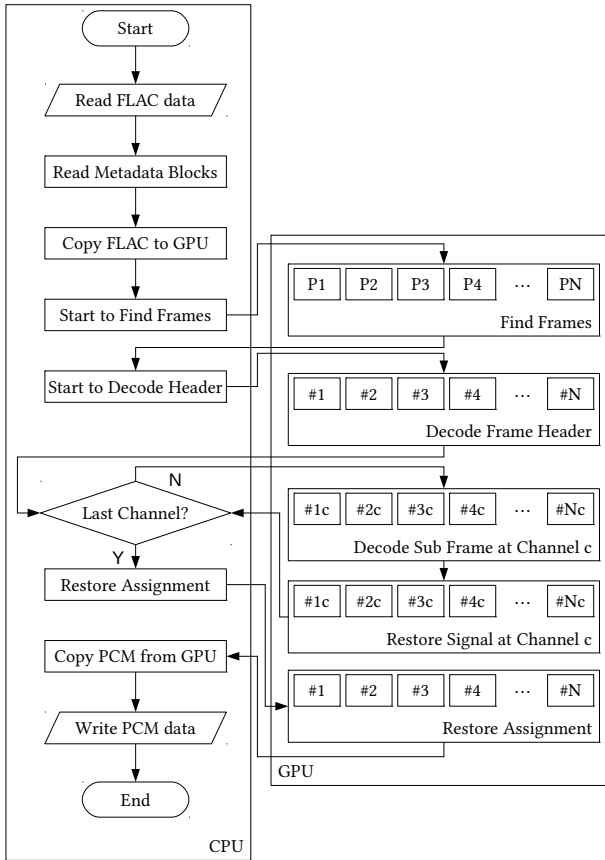 Start
Read FLAC data
Read Metadata Blocks
Copy FLAC to GPU
Start to Find Frames
P1 P2 P3 P4 ... PN
Find Frames
Start to Decode Header
#1 #2 #3 #4 ... #N
Decode Frame Header
N
Last Channel?
Y
#1c #2c #3c #4c ... #Nc
Decode Sub Frame at Channel c
Restore Assignment
#1c #2c #3c #4c ... #Nc
Restore Signal at Channel c
Copy PCM from GPU
#1 #2 #3 #4 ... #N
Restore Assignment
Write PCM data
GPU
End
CPU